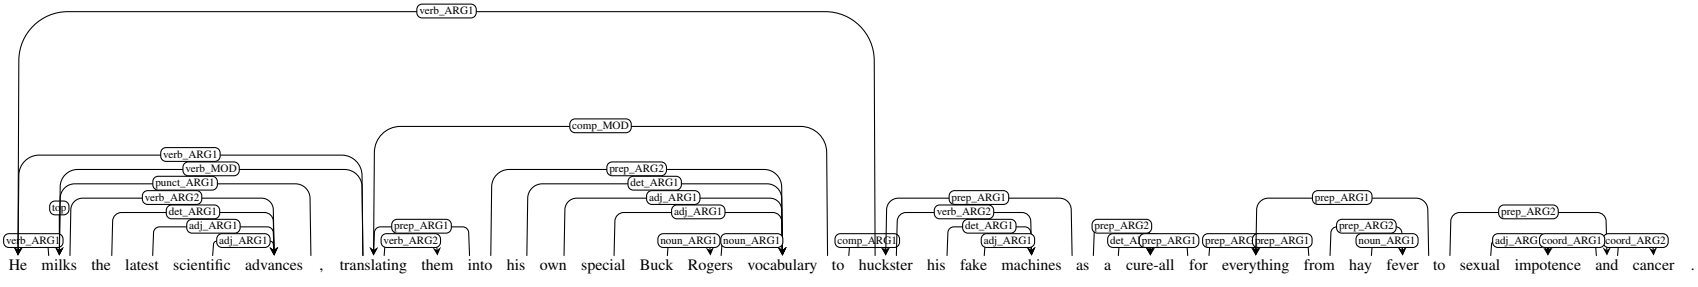 verb_ARG1
comp_MOD
verb_ARG1
verb_MOD prep_ARG2
punct_ARG1 det_ARG1
verb_ARG2 adj_ARG1 prep_ARG1 prep_ARG1
top det_ARG1 adj_ARG1 verb_ARG2 prep_ARG2
adj_ARG1 prep_ARG1 det_ARG1 prep_ARG2 prep_ARG2
verb_ARG1 adj_ARG1 verb_ARG2 noun_ARG1 noun_ARG1 comp_ARG1 adj_ARG1 prep_ARG1 prep_ARG1 noun_ARG1 coord_ARG1 coord_ARG2
He milks the latest scientific advances , translating them into his own special Buck Rogers vocabulary to huckster his fake machines as a cure-all for everything from hay fever to sexual impotence and cancer .